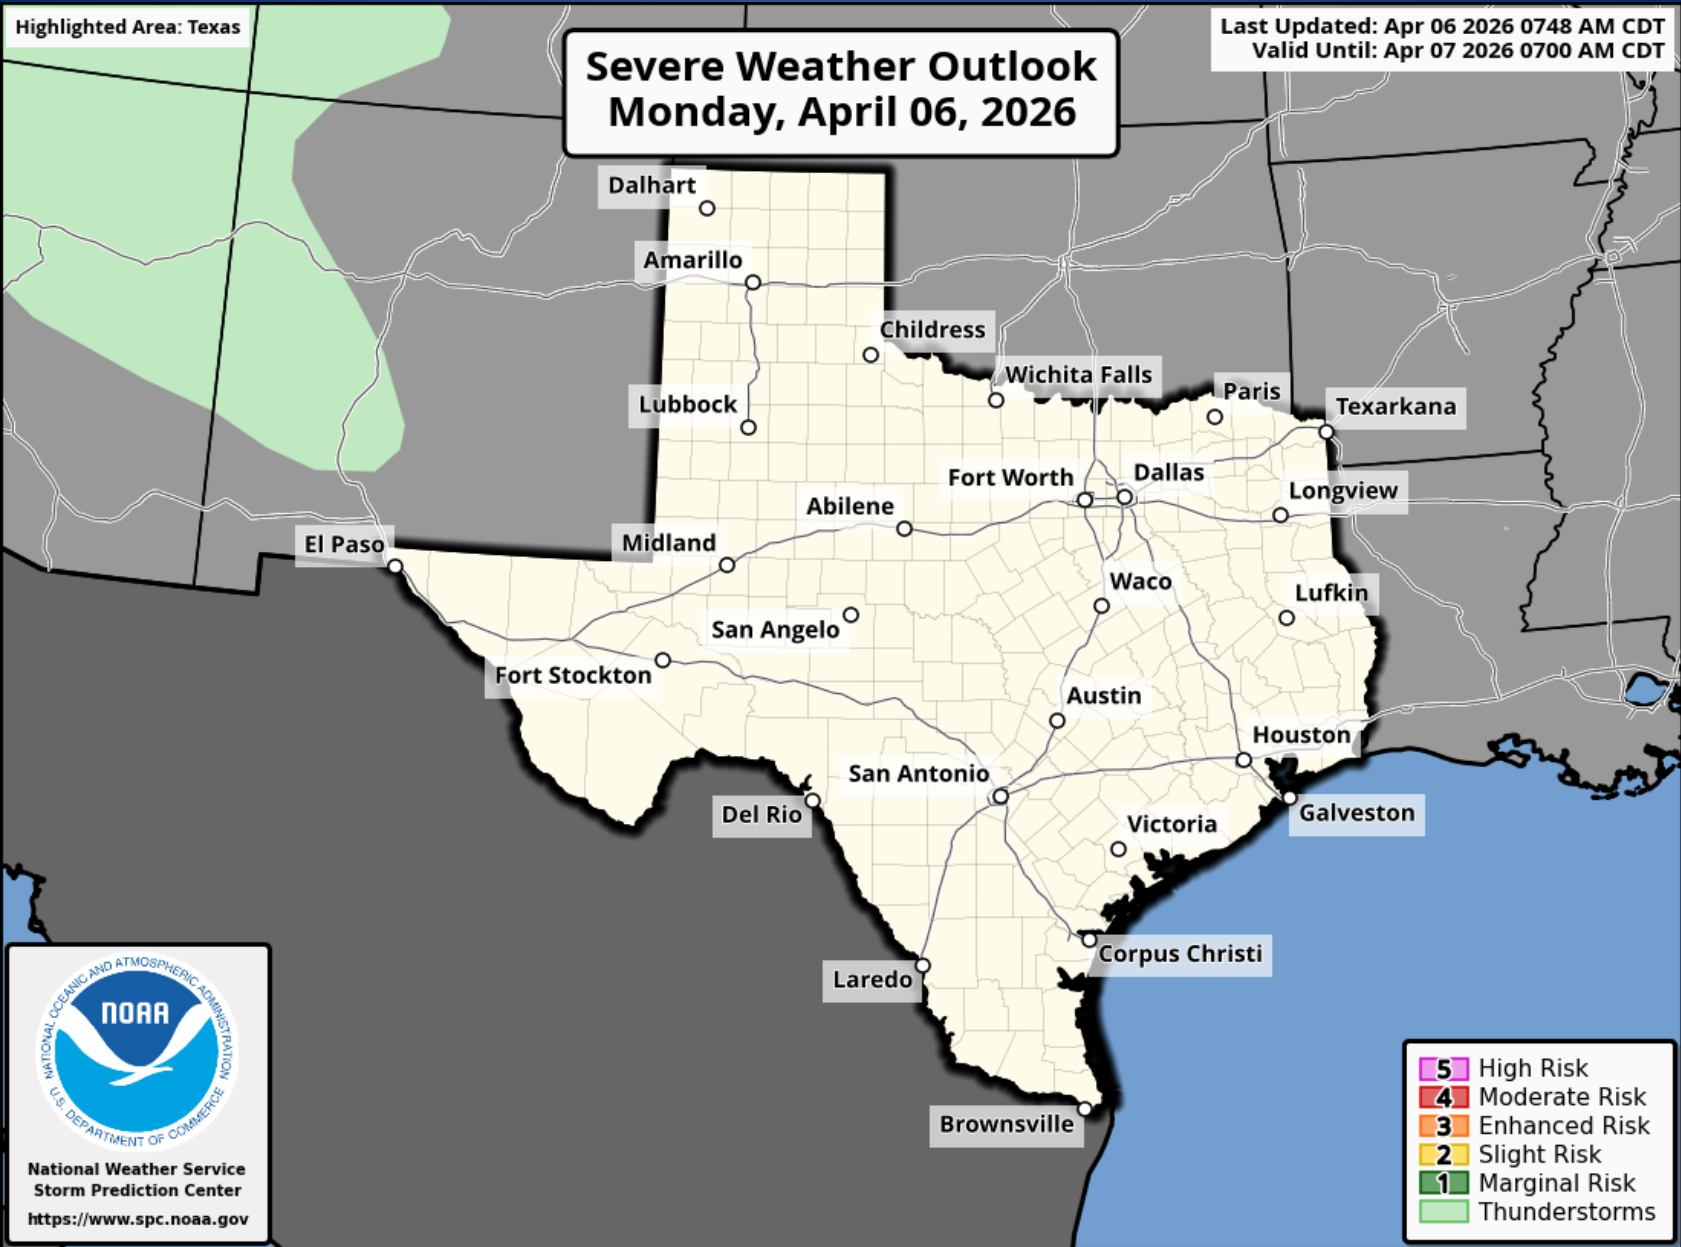 Highlighted Area: Texas
Severe Weather Outlook
Monday, April 06, 2026
Last Updated: Apr 06 2026 0748 AM CDT
Valid Until: Apr 07 2026 0700 AM CDT
Dalhart
Amarillo
Childress
Wichita Falls
Paris
Texarkana
Lubbock
Fort Worth
Dallas
Longview
Abilene
El Paso
Midland
Waco
Lufkin
San Angelo
Fort Stockton
Austin
Houston
San Antonio
Del Rio
Galveston
Victoria
Corpus Christi
Laredo
Brownsville
NATIONAL OCEANIC AND ATMOSPHERIC ADMINISTRATION
NOAA
U.S. DEPARTMENT OF COMMERCE
National Weather Service
Storm Prediction Center
https://www.spc.noaa.gov
5 High Risk
4 Moderate Risk
3 Enhanced Risk
2 Slight Risk
1 Marginal Risk
Thunderstorms